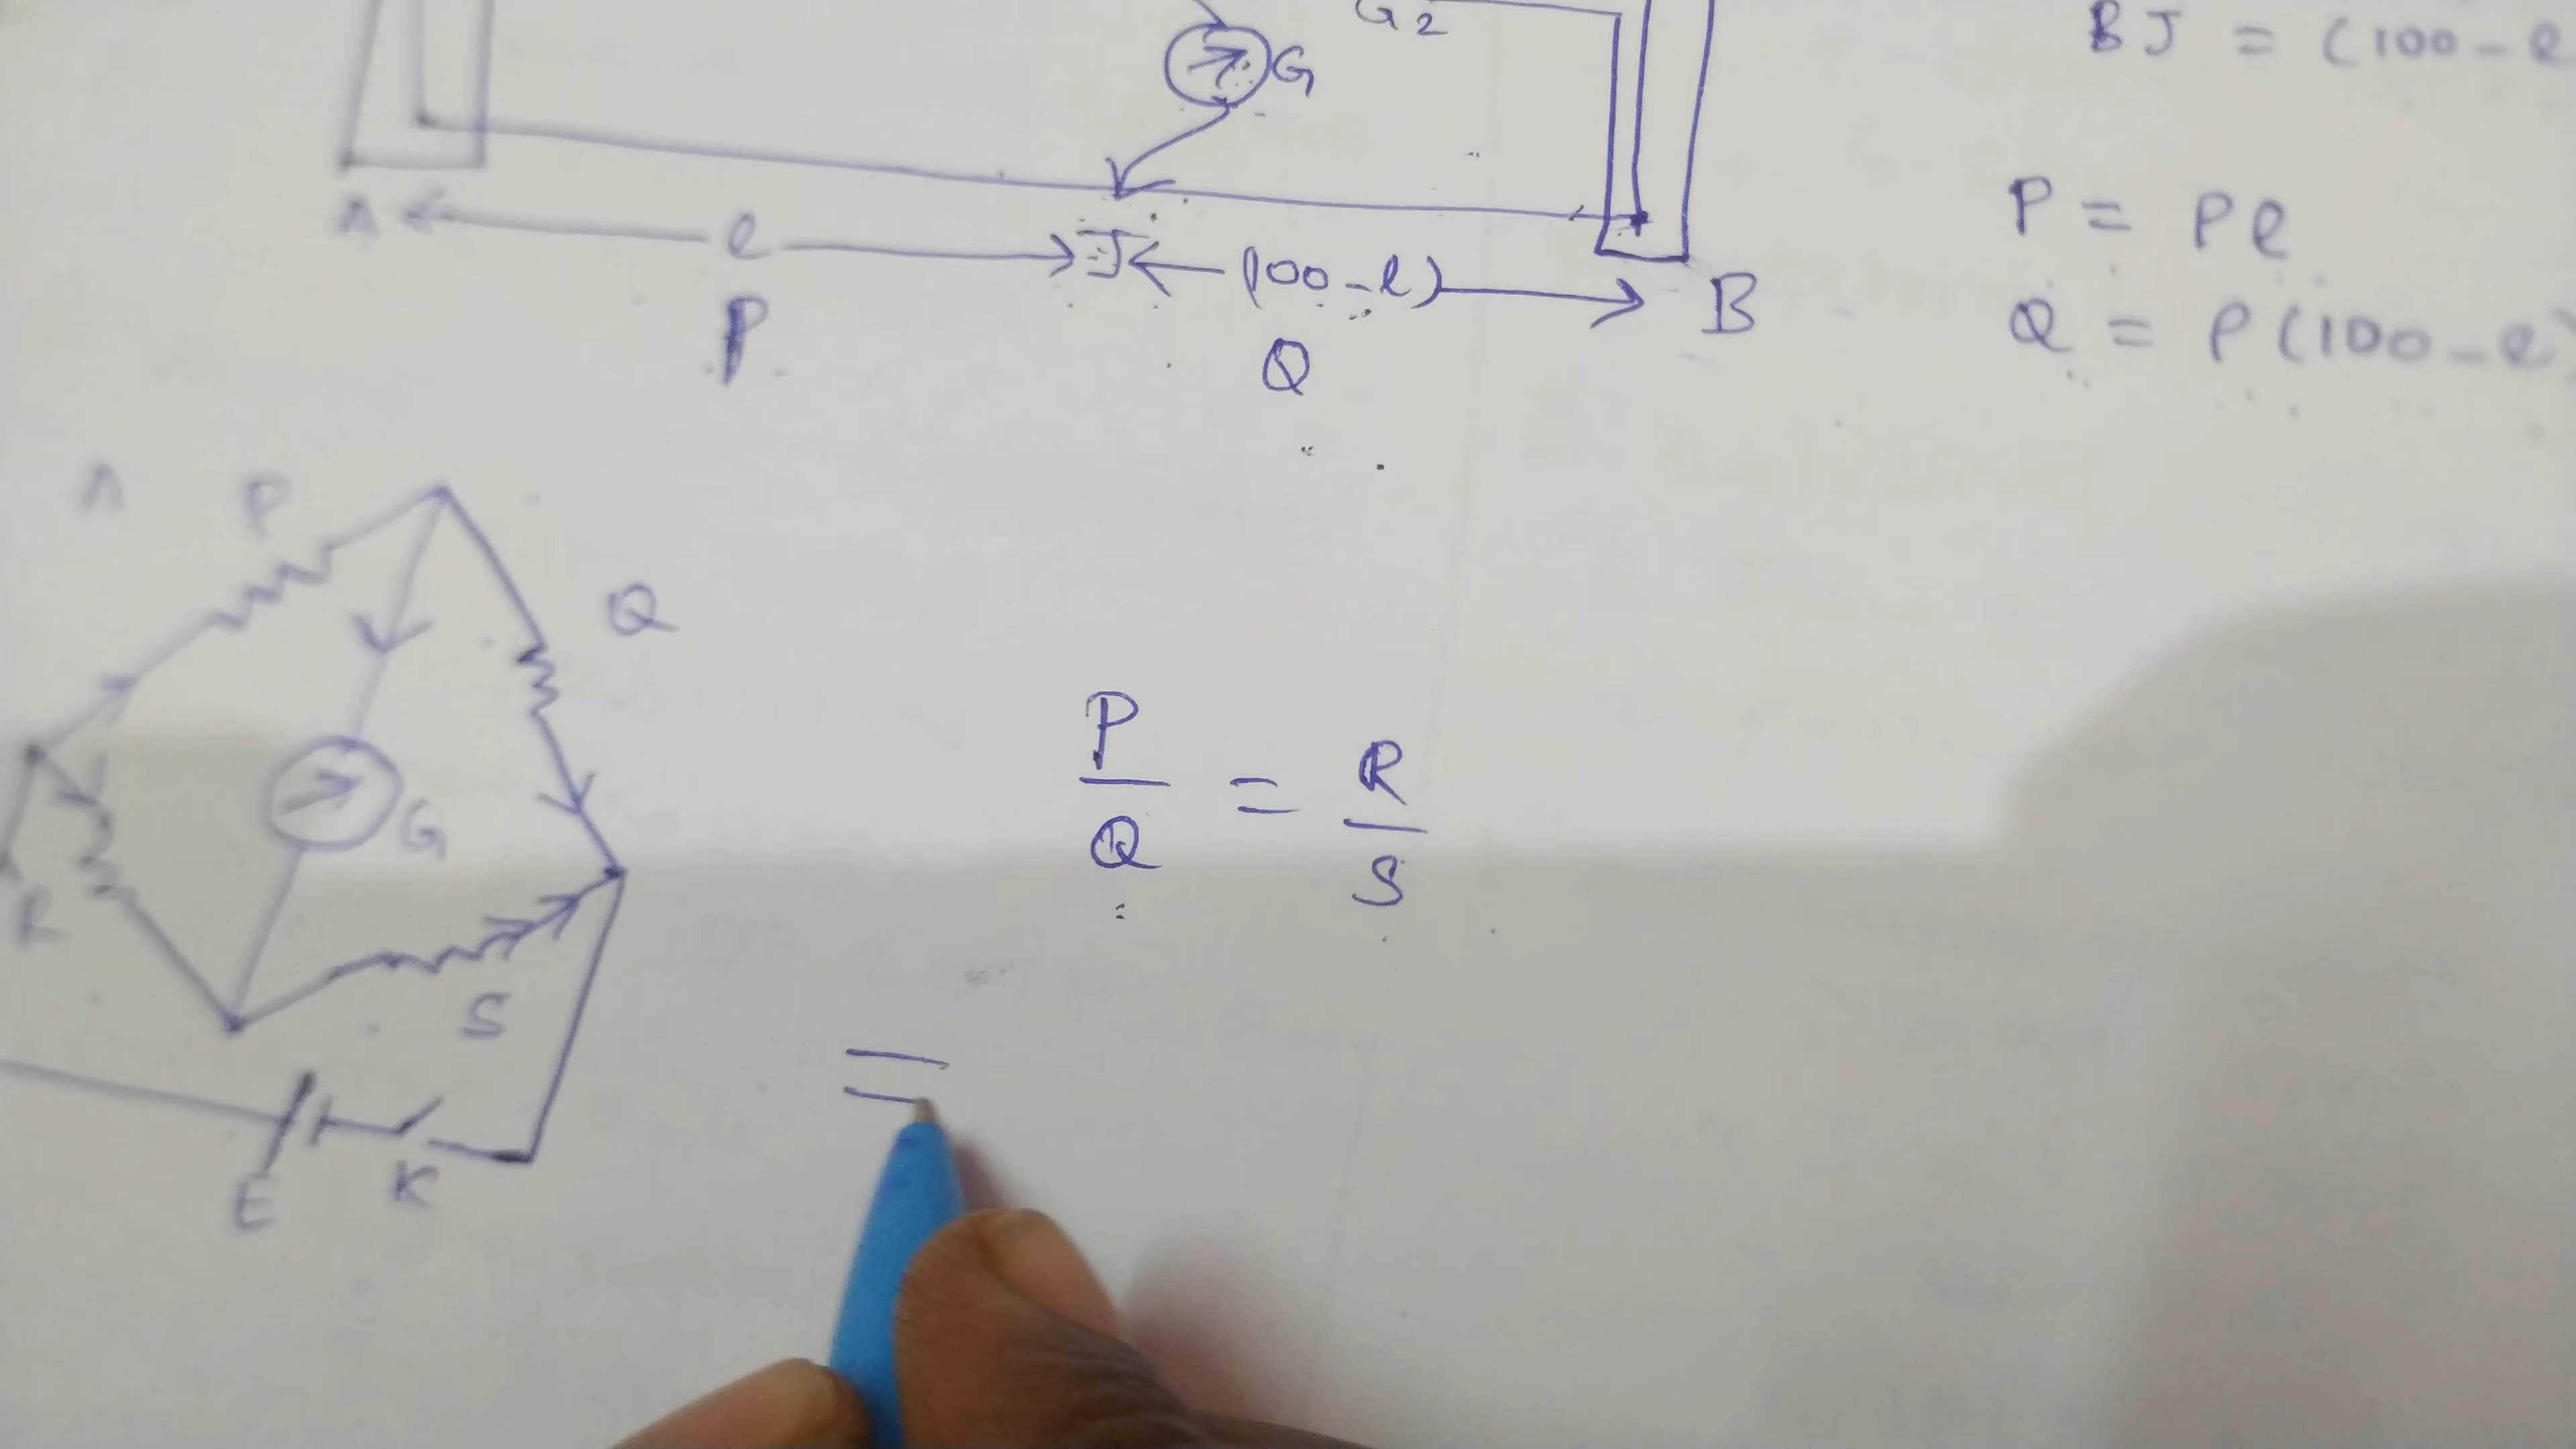 G2
BJ = (100 - l
G
A l J (100 - l) B
P Q
P = ρl
Q = ρ(100 - l)
A P
Q
G
R
S
E K
P/Q = R/S
=